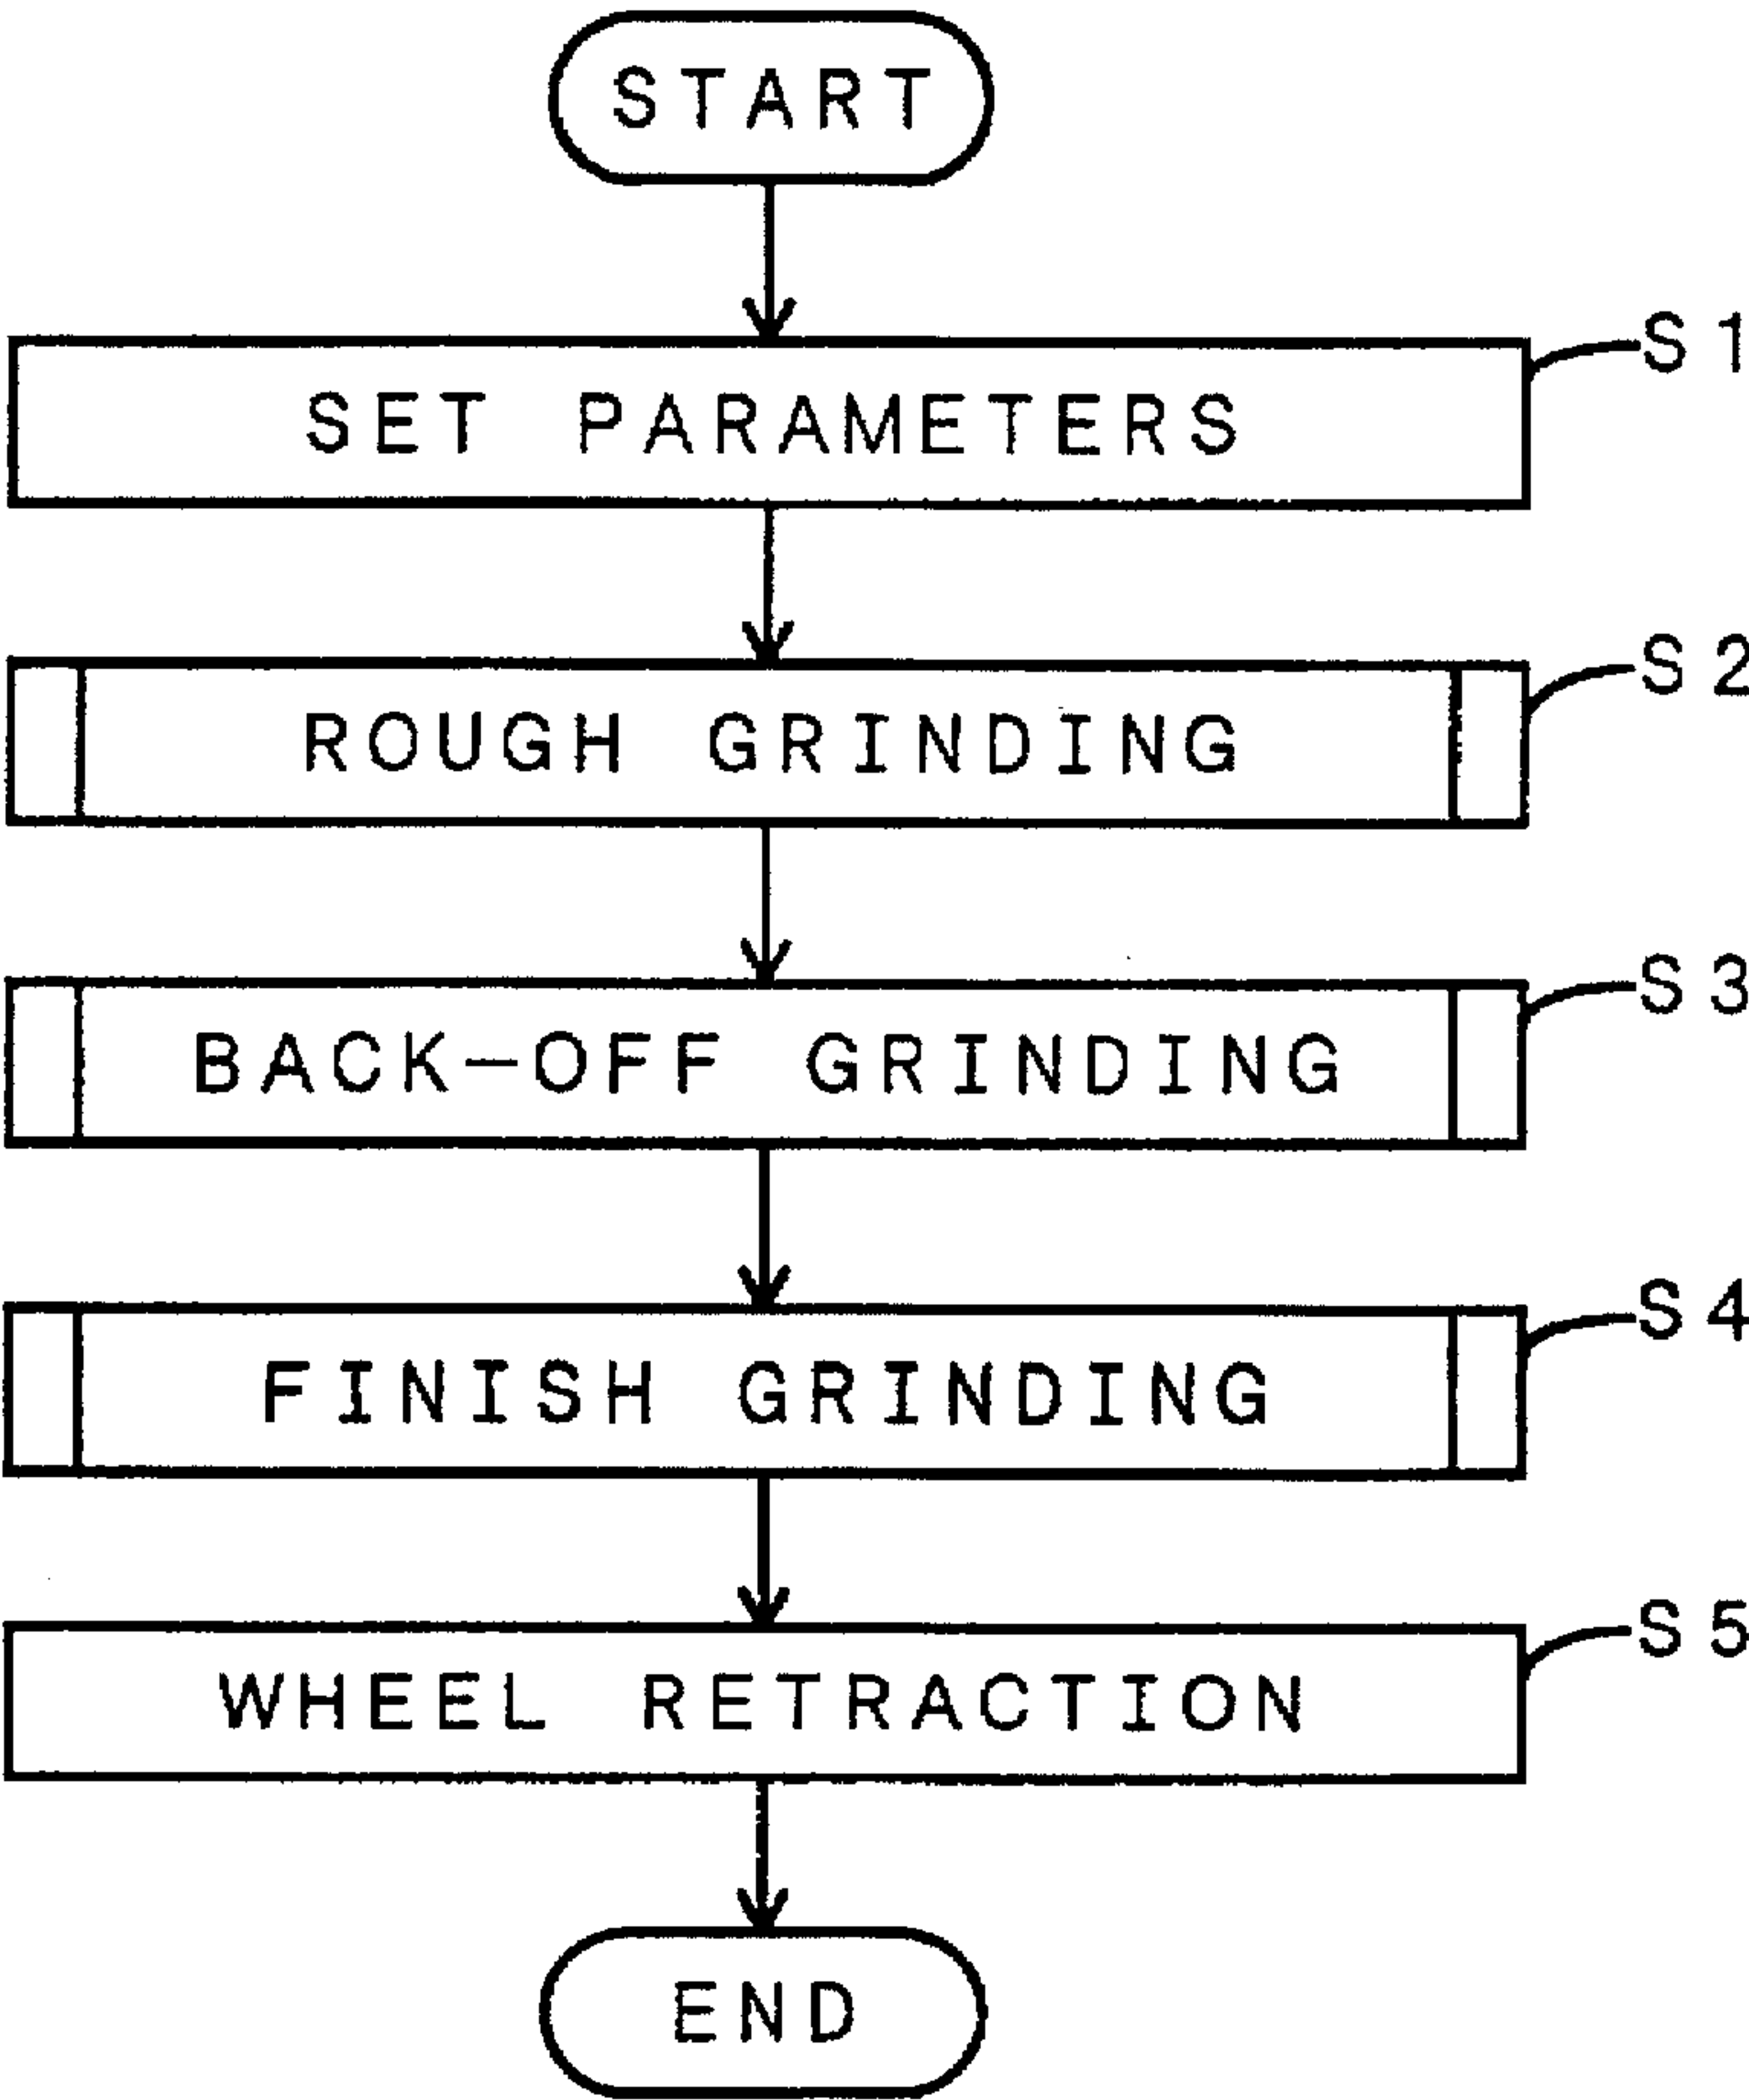 START
SET PARAMETERS S1
ROUGH GRINDING S2
BACK-OFF GRINDING S3
FINISH GRINDING S4
WHEEL RETRACTION S5
END